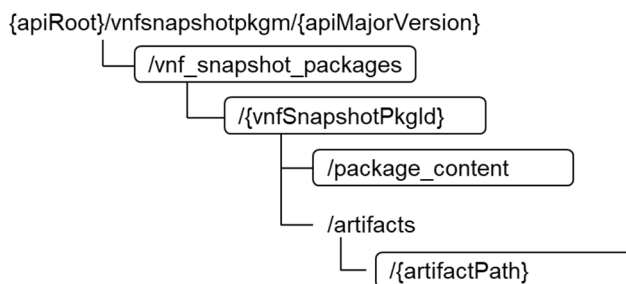 {apiRoot}/vnfsnapshotpkgm/{apiMajorVersion}
/vnf_snapshot_packages
/{vnfSnapshotPkgId}
/package_content
/artifacts
/{artifactPath}